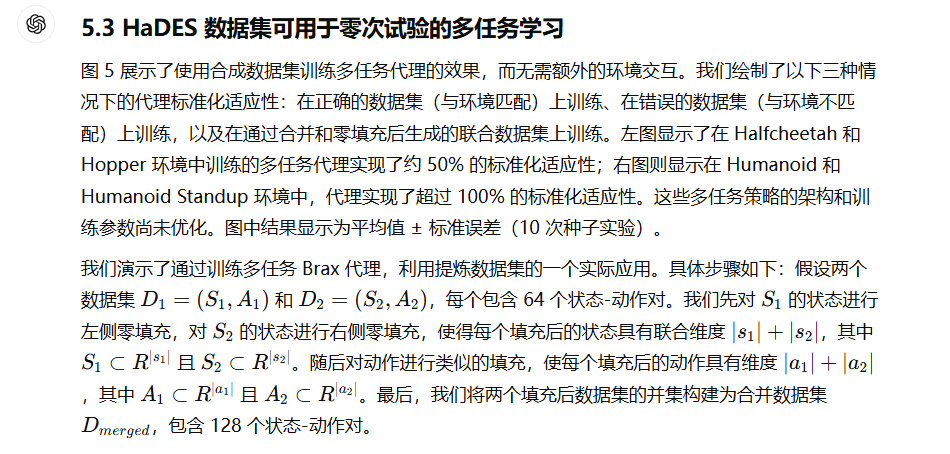 5.3 HaDES 数据集可用于零次试验的多任务学习
图 5 展示了使用合成数据集训练多任务代理的效果，而无需额外的环境交互。我们绘制了以下三种情
况下的代理标准化适应性：在正确的数据集（与环境匹配）上训练、在错误的数据集（与环境不匹
配）上训练，以及在通过合并和零填充后生成的联合数据集上训练。左图显示了在 Halfcheetah 和
Hopper 环境中训练的多任务代理实现了约 50% 的标准化适应性；右图则显示在 Humanoid 和
Humanoid Standup 环境中，代理实现了超过 100% 的标准化适应性。这些多任务策略的架构和训
练参数尚未优化。图中结果显示为平均值 ± 标准误差（10 次种子实验）。
我们演示了通过训练多任务 Brax 代理，利用提炼数据集的一个实际应用。具体步骤如下：假设两个
数据集 $D_1 = (S_1, A_1)$ 和 $D_2 = (S_2, A_2)$，每个包含 64 个状态-动作对。我们先对 $S_1$ 的状态进行
左侧零填充，对 $S_2$ 的状态进行右侧零填充，使得每个填充后的状态具有联合维度 $|s_1| + |s_2|$，其中
$S_1 \subset R^{|s_1|}$ 且 $S_2 \subset R^{|s_2|}$。随后对动作进行类似的填充，使每个填充后的动作具有维度 $|a_1| + |a_2|$
，其中 $A_1 \subset R^{|a_1|}$ 且 $A_2 \subset R^{|a_2|}$。最后，我们将两个填充后数据集的并集构建为合并数据集
$D_{merged}$，包含 128 个状态-动作对。